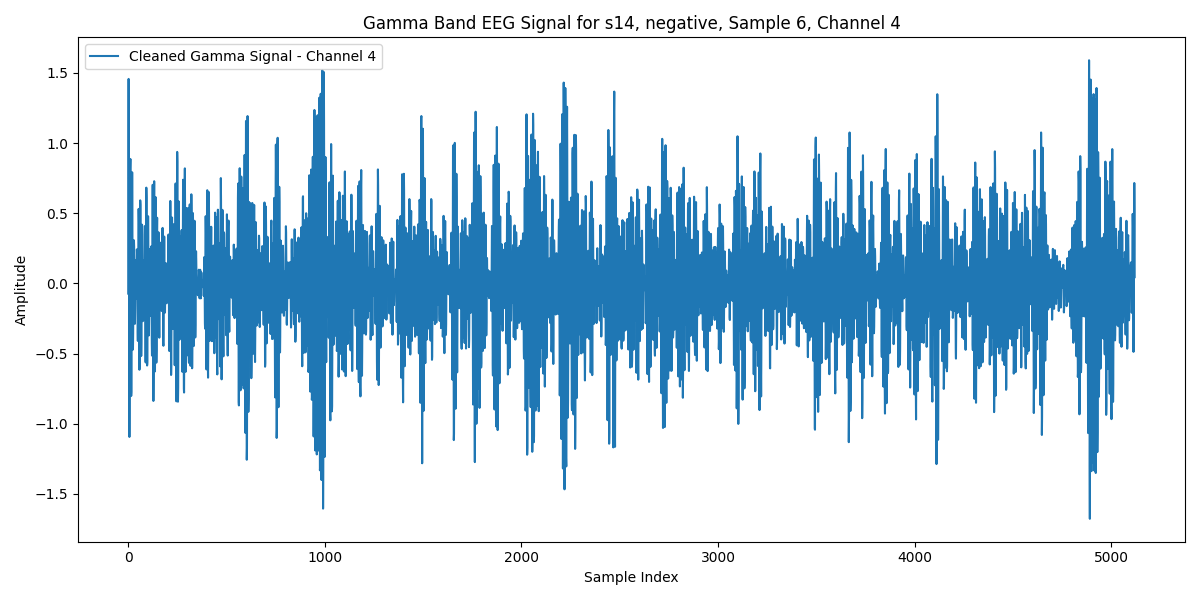 Gamma Band EEG Signal for s14, negative, Sample 6, Channel 4
Cleaned Gamma Signal - Channel 4
1.5
1.0
0.5
0.0
−0.5
−1.0
−1.5
Amplitude
0 1000 2000 3000 4000 5000
Sample Index